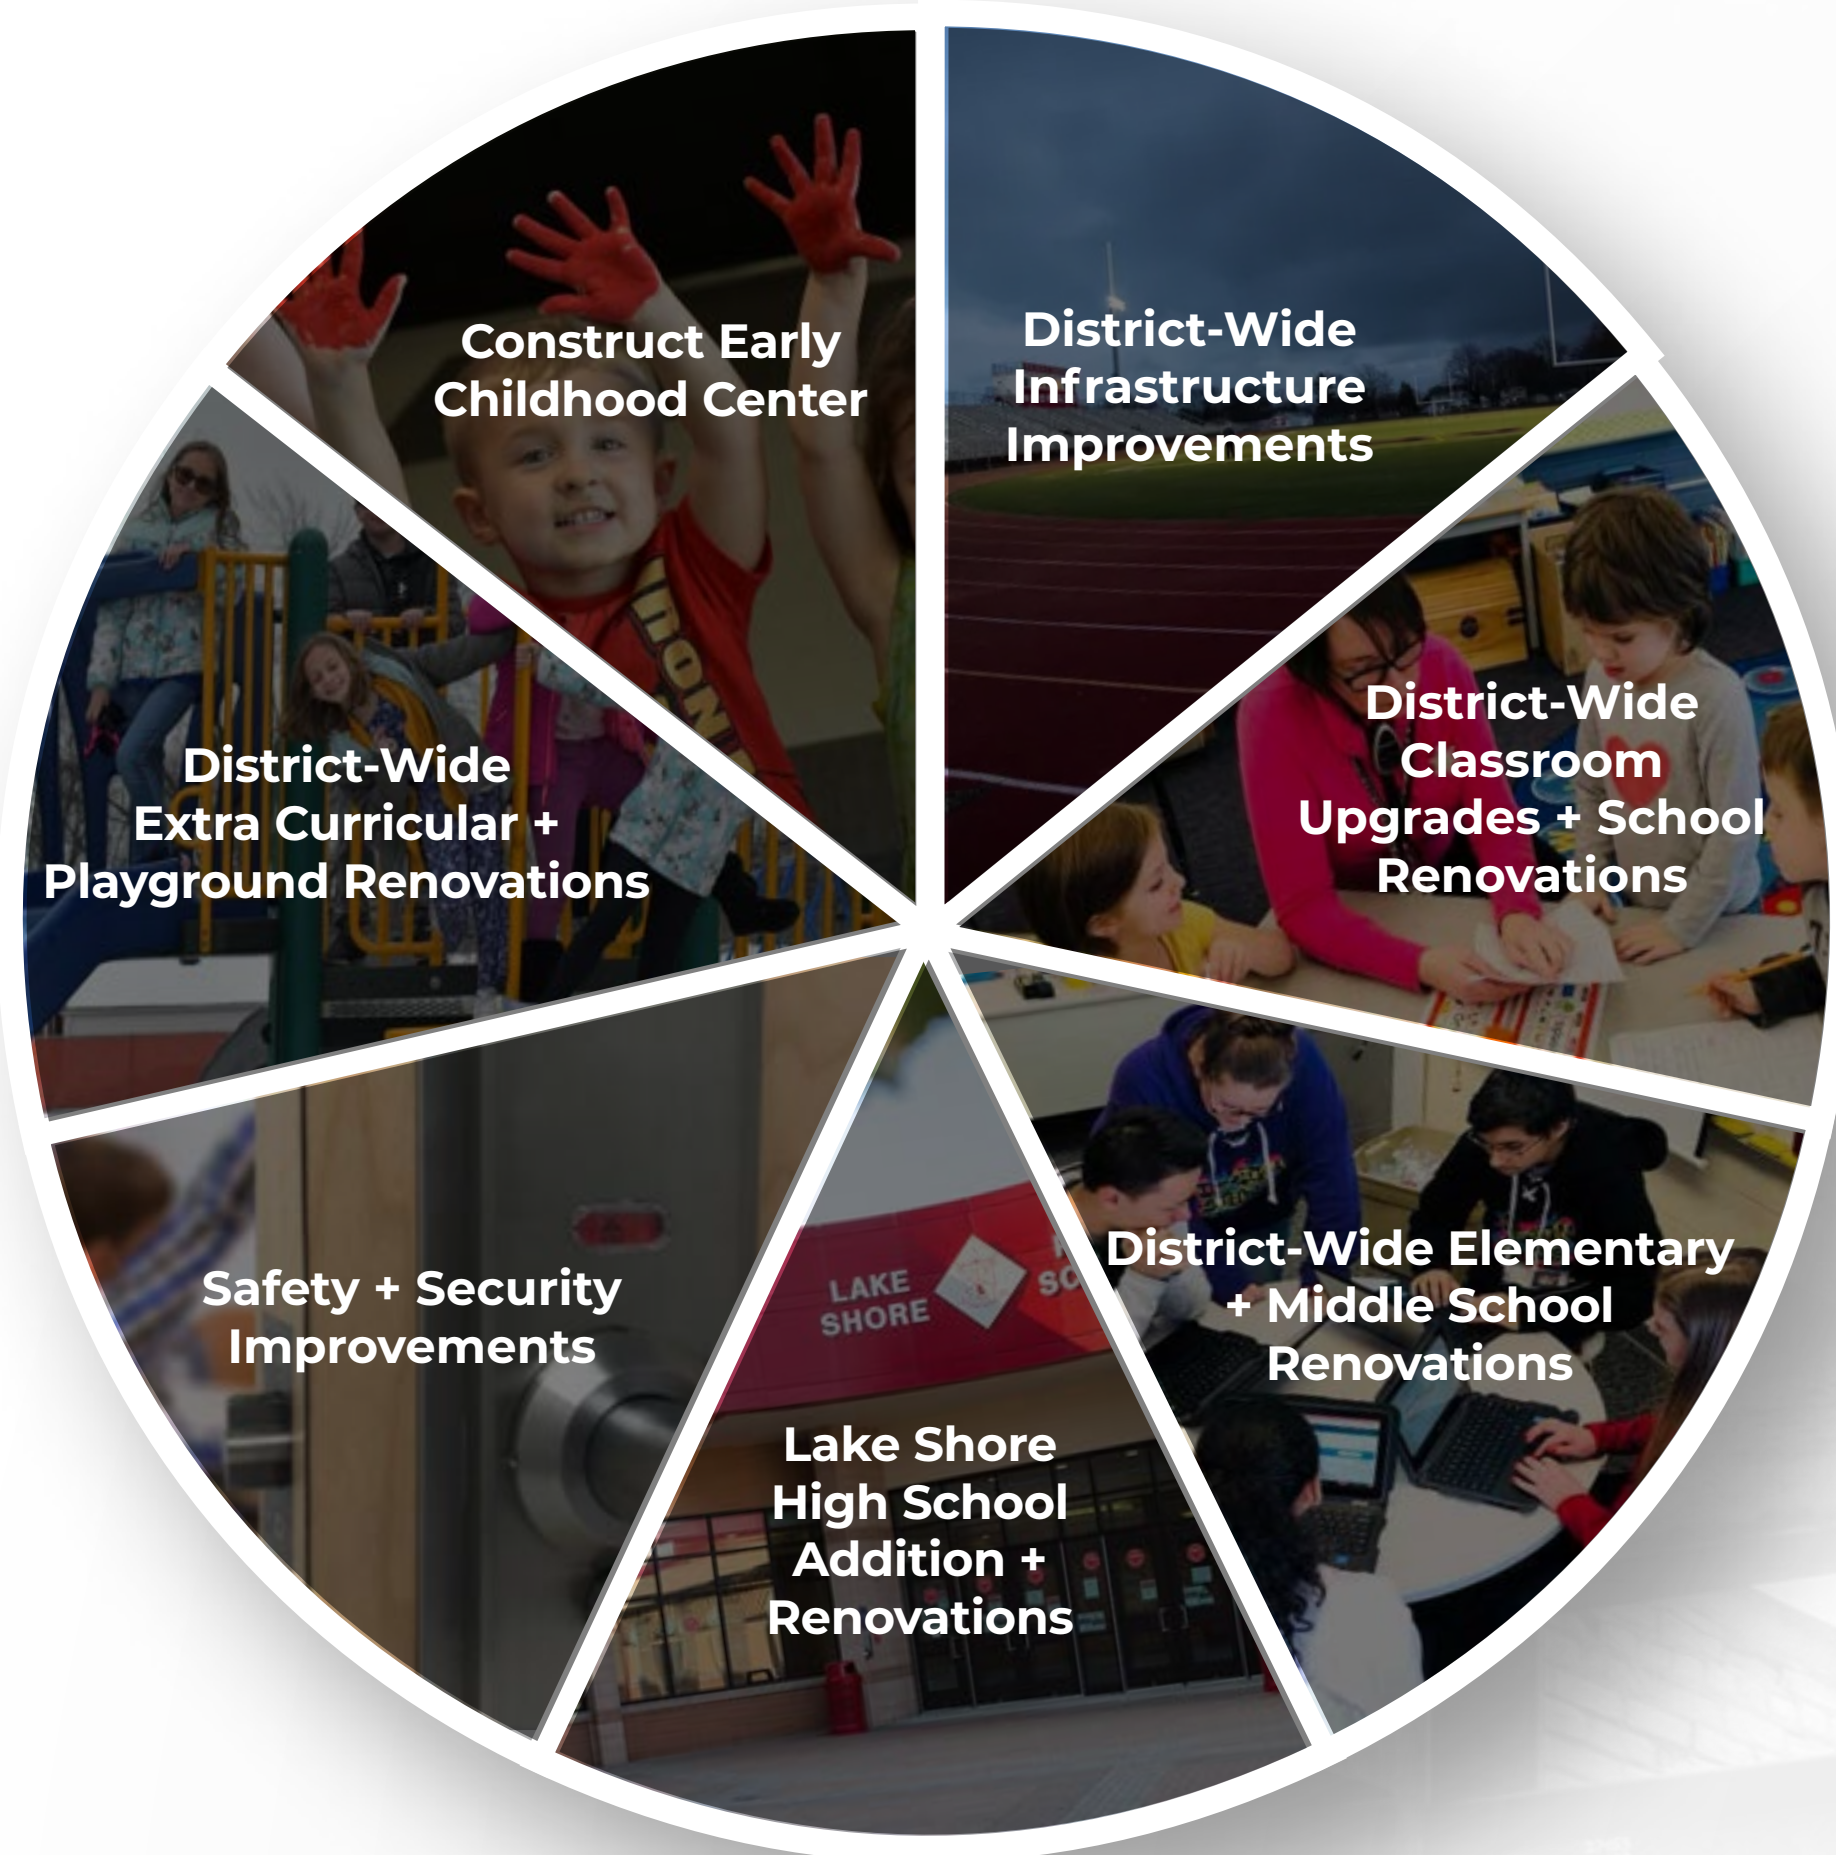 Construct Early
Childhood Center
District-Wide
Infrastructure
Improvements
District-Wide
Classroom
Upgrades + School
Renovations
District-Wide Elementary
+ Middle School
Renovations
Lake Shore
High School
Addition +
Renovations
Safety + Security
Improvements
District-Wide
Extra Curricular +
Playground Renovations
LAKE
SHORE